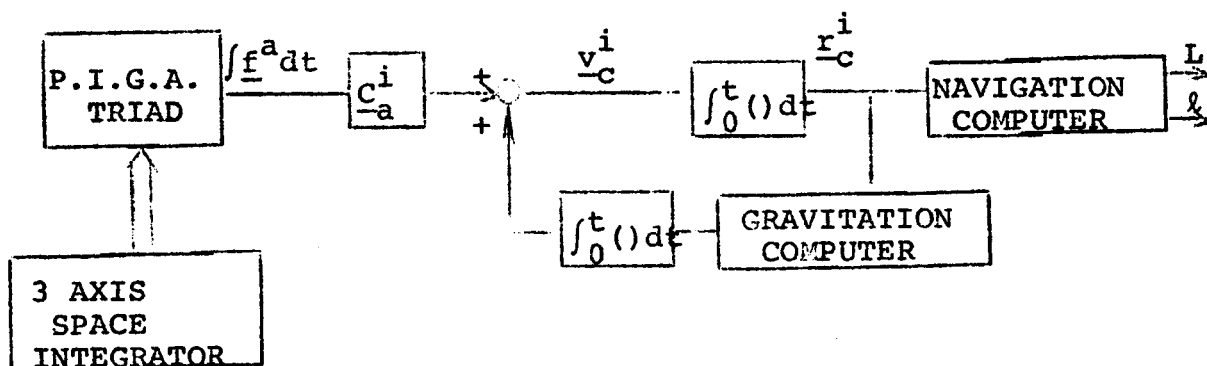 P.I.G.A.
TRIAD
∫f^a dt
C_a^i
+
+
v_c^i
∫_0^t ( ) dt
r_c^i
NAVIGATION
COMPUTER
L
ℓ
∫_0^t ( ) dt
GRAVITATION
COMPUTER
3 AXIS
SPACE
INTEGRATOR